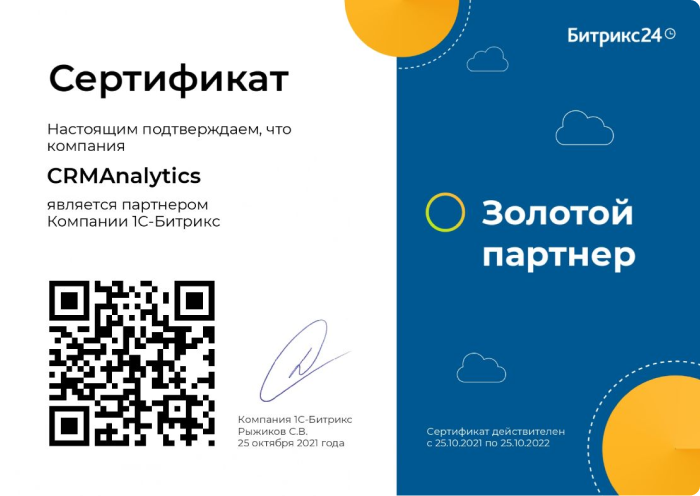 Битрикс24
Сертификат
Настоящим подтверждаем, что
компания
CRMAnalytics
является партнером
Компании 1С-Битрикс
Золотой
партнер
Компания 1С-Битрикс
Рыжиков С.В.
25 октября 2021 года
Сертификат действителен
с 25.10.2021 по 25.10.2022